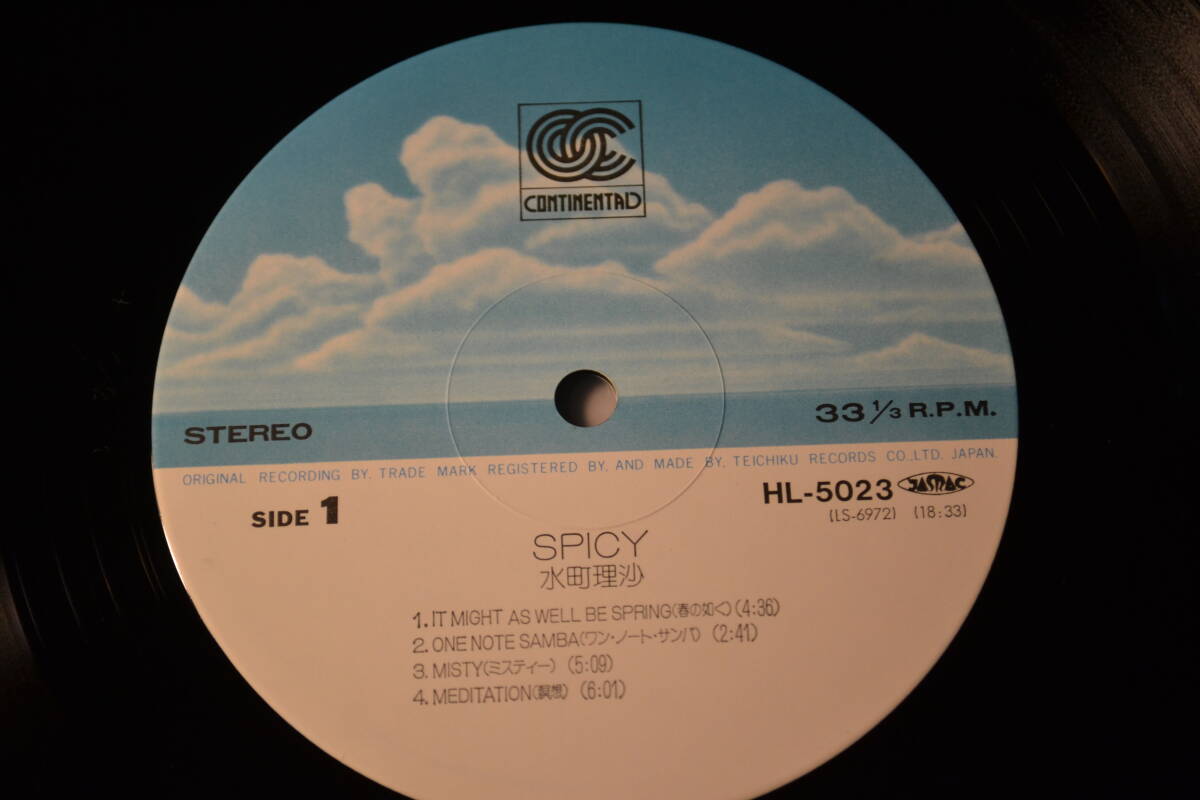 CONTINENTAL
STEREO
33 1/3 R.P.M.
ORIGINAL RECORDING BY. TRADE MARK REGISTERED BY. AND MADE BY. TEICHIKU RECORDS CO.,LTD. JAPAN.
SIDE 1
HL-5023 JASRAC
(LS-6972) (18:33)
SPICY
水町理沙
1. IT MIGHT AS WELL BE SPRING(春の如く)(4:36)
2. ONE NOTE SAMBA(ワン・ノート・サンバ) (2:41)
3. MISTY(ミスティー) (5:09)
4. MEDITATION(瞑想) (6:01)